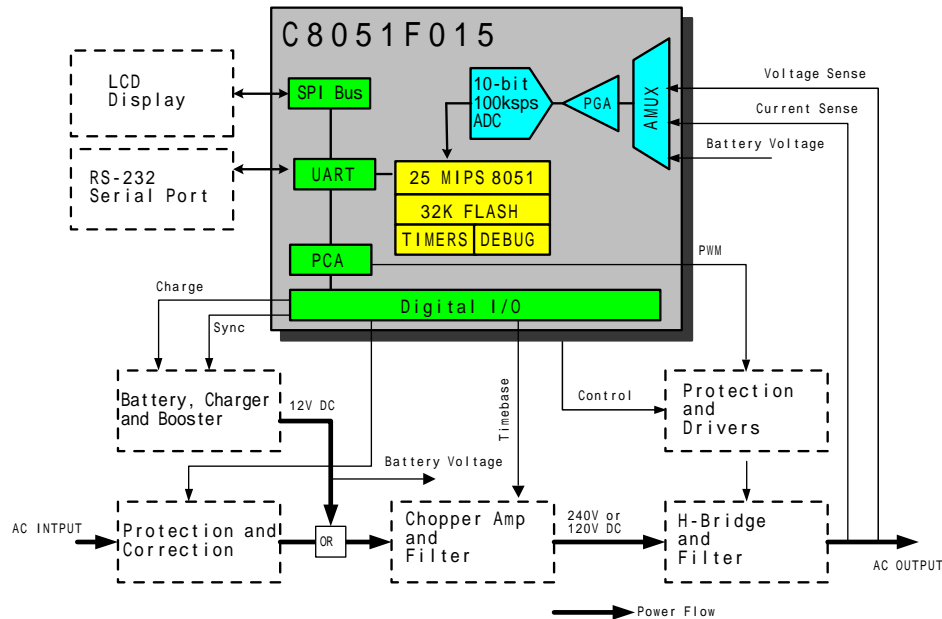 C8051F015
LCD
Display
SPI Bus
10-bit
100ksps
ADC
PGA
AMUX
Voltage Sense
Current Sense
Battery Voltage
RS-232
Serial Port
UART
25 MIPS 8051
32K FLASH
TIMERS
DEBUG
PCA
PWM
Digital I/O
Charge
Sync
Battery, Charger
and Booster
12V DC
Timebase
Control
Protection
and
Drivers
Battery Voltage
AC INTPUT
Protection and
Correction
OR
Chopper Amp
and
Filter
240V or
120V DC
H-Bridge
and
Filter
AC OUTPUT
Power Flow